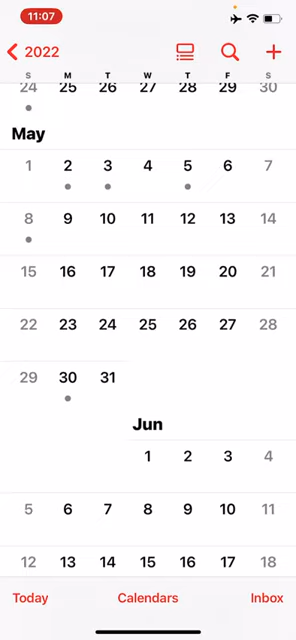 11:07
2022
S M T W T F S
24 25 26 27 28 29 30
May
1 2 3 4 5 6 7
8 9 10 11 12 13 14
15 16 17 18 19 20 21
22 23 24 25 26 27 28
29 30 31
Jun
1 2 3 4
5 6 7 8 9 10 11
12 13 14 15 16 17 18
Today Calendars Inbox